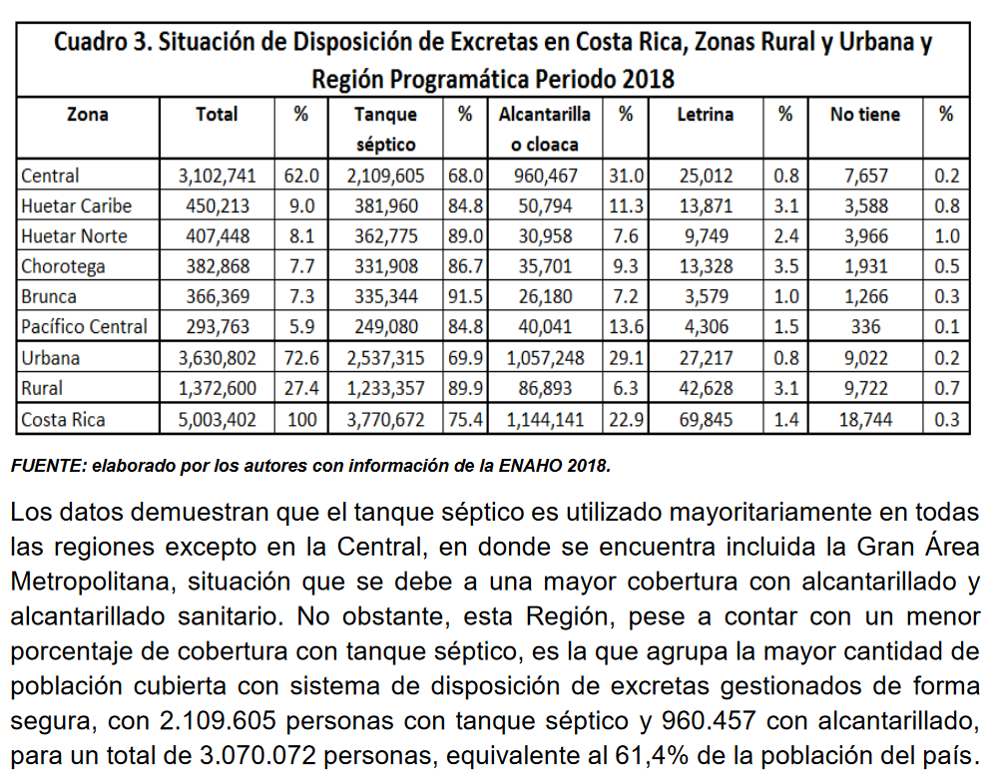 Cuadro 3. Situación de Disposición de Excretas en Costa Rica, Zonas Rural y Urbana y
Región Programática Periodo 2018
Zona Total % Tanque séptico % Alcantarilla o cloaca % Letrina % No tiene %
Central 3,102,741 62.0 2,109,605 68.0 960,467 31.0 25,012 0.8 7,657 0.2
Huetar Caribe 450,213 9.0 381,960 84.8 50,794 11.3 13,871 3.1 3,588 0.8
Huetar Norte 407,448 8.1 362,775 89.0 30,958 7.6 9,749 2.4 3,966 1.0
Chorotega 382,868 7.7 331,908 86.7 35,701 9.3 13,328 3.5 1,931 0.5
Brunca 366,369 7.3 335,344 91.5 26,180 7.2 3,579 1.0 1,266 0.3
Pacífico Central 293,763 5.9 249,080 84.8 40,041 13.6 4,306 1.5 336 0.1
Urbana 3,630,802 72.6 2,537,315 69.9 1,057,248 29.1 27,217 0.8 9,022 0.2
Rural 1,372,600 27.4 1,233,357 89.9 86,893 6.3 42,628 3.1 9,722 0.7
Costa Rica 5,003,402 100 3,770,672 75.4 1,144,141 22.9 69,845 1.4 18,744 0.3
FUENTE: elaborado por los autores con información de la ENAHO 2018.
Los datos demuestran que el tanque séptico es utilizado mayoritariamente en todas
las regiones excepto en la Central, en donde se encuentra incluida la Gran Área
Metropolitana, situación que se debe a una mayor cobertura con alcantarillado y
alcantarillado sanitario. No obstante, esta Región, pese a contar con un menor
porcentaje de cobertura con tanque séptico, es la que agrupa la mayor cantidad de
población cubierta con sistema de disposición de excretas gestionados de forma
segura, con 2.109.605 personas con tanque séptico y 960.457 con alcantarillado,
para un total de 3.070.072 personas, equivalente al 61,4% de la población del país.